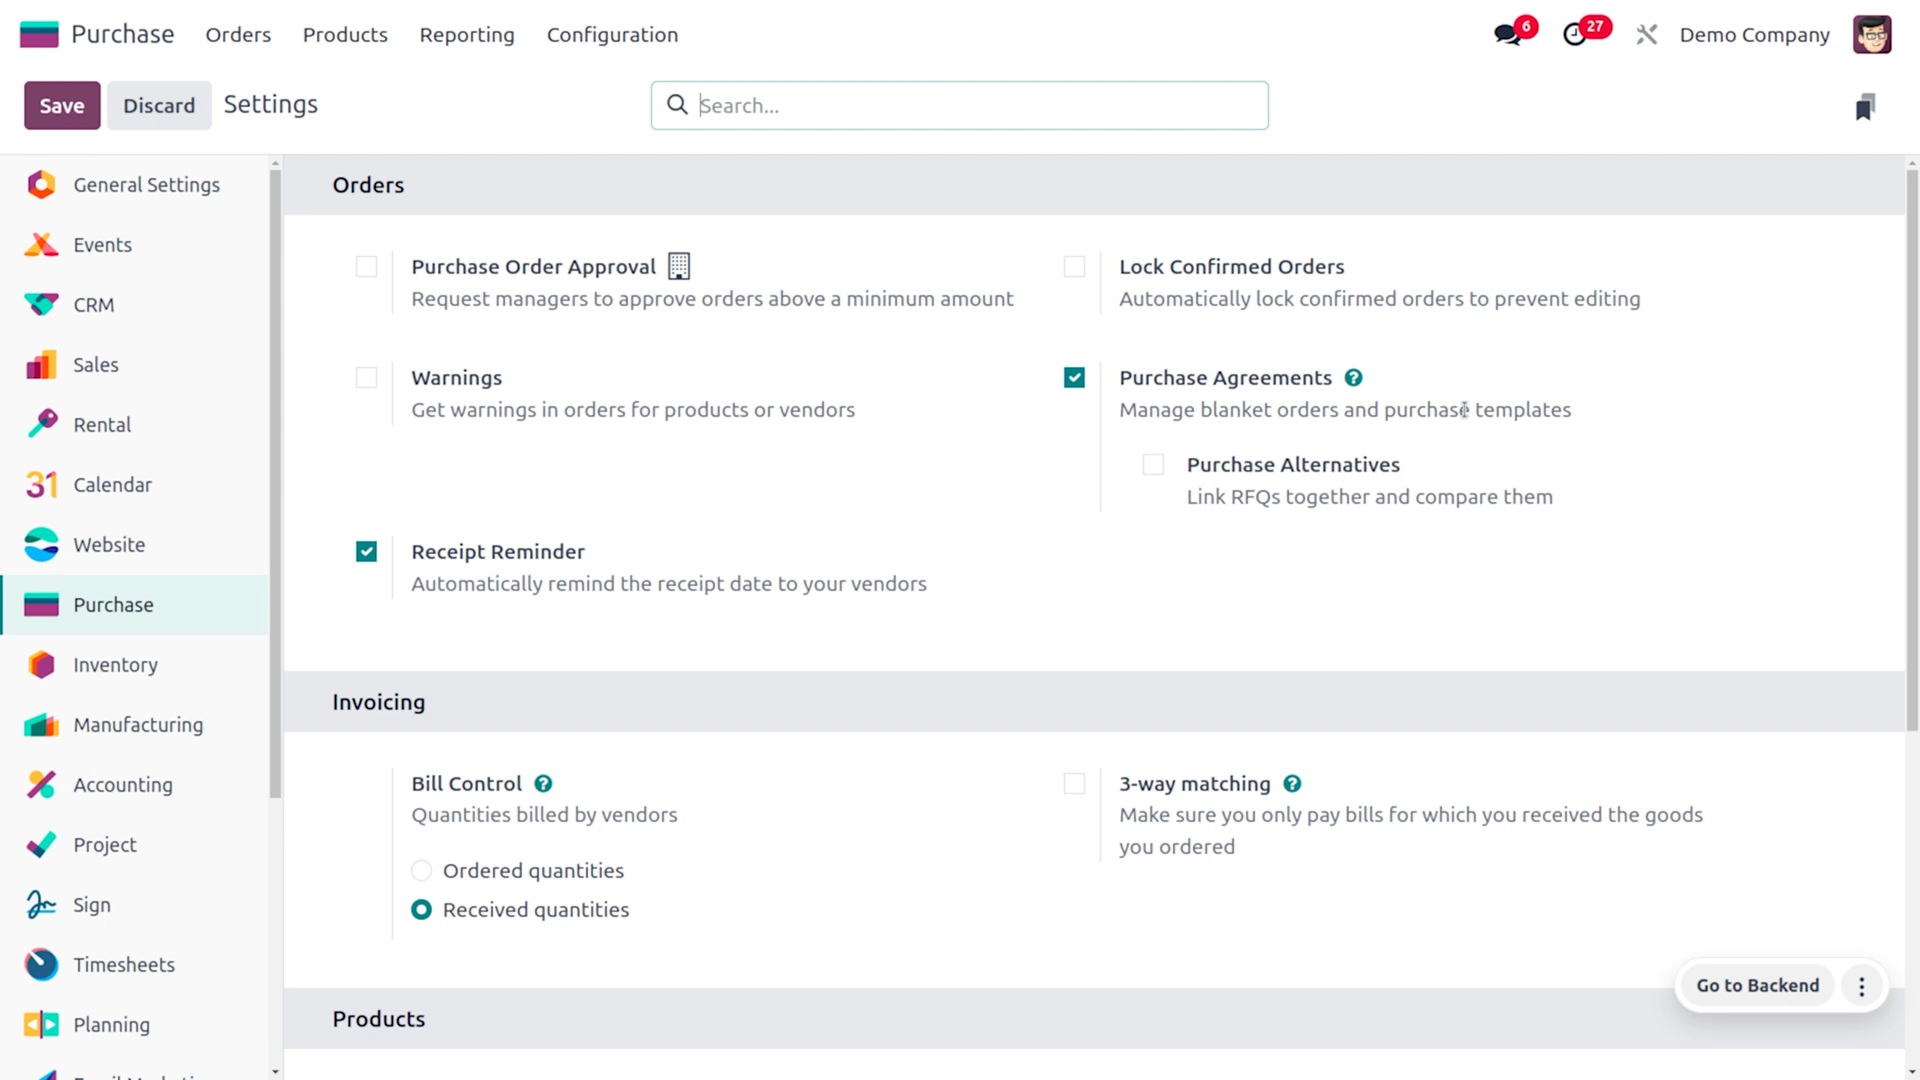 Purchase
Orders
Products
Reporting
Configuration
6
27
Demo Company
Save
Discard
Settings
Search...
General Settings
Events
CRM
Sales
Rental
31 Calendar
Website
Purchase
Inventory
Manufacturing
Accounting
Project
Sign
Timesheets
Planning
Orders
Purchase Order Approval
Request managers to approve orders above a minimum amount
Lock Confirmed Orders
Automatically lock confirmed orders to prevent editing
Warnings
Get warnings in orders for products or vendors
Purchase Agreements ?
Manage blanket orders and purchase templates
Purchase Alternatives
Link RFQs together and compare them
Receipt Reminder
Automatically remind the receipt date to your vendors
Invoicing
Bill Control ?
Quantities billed by vendors
Ordered quantities
Received quantities
3-way matching ?
Make sure you only pay bills for which you received the goods
you ordered
Go to Backend
Products